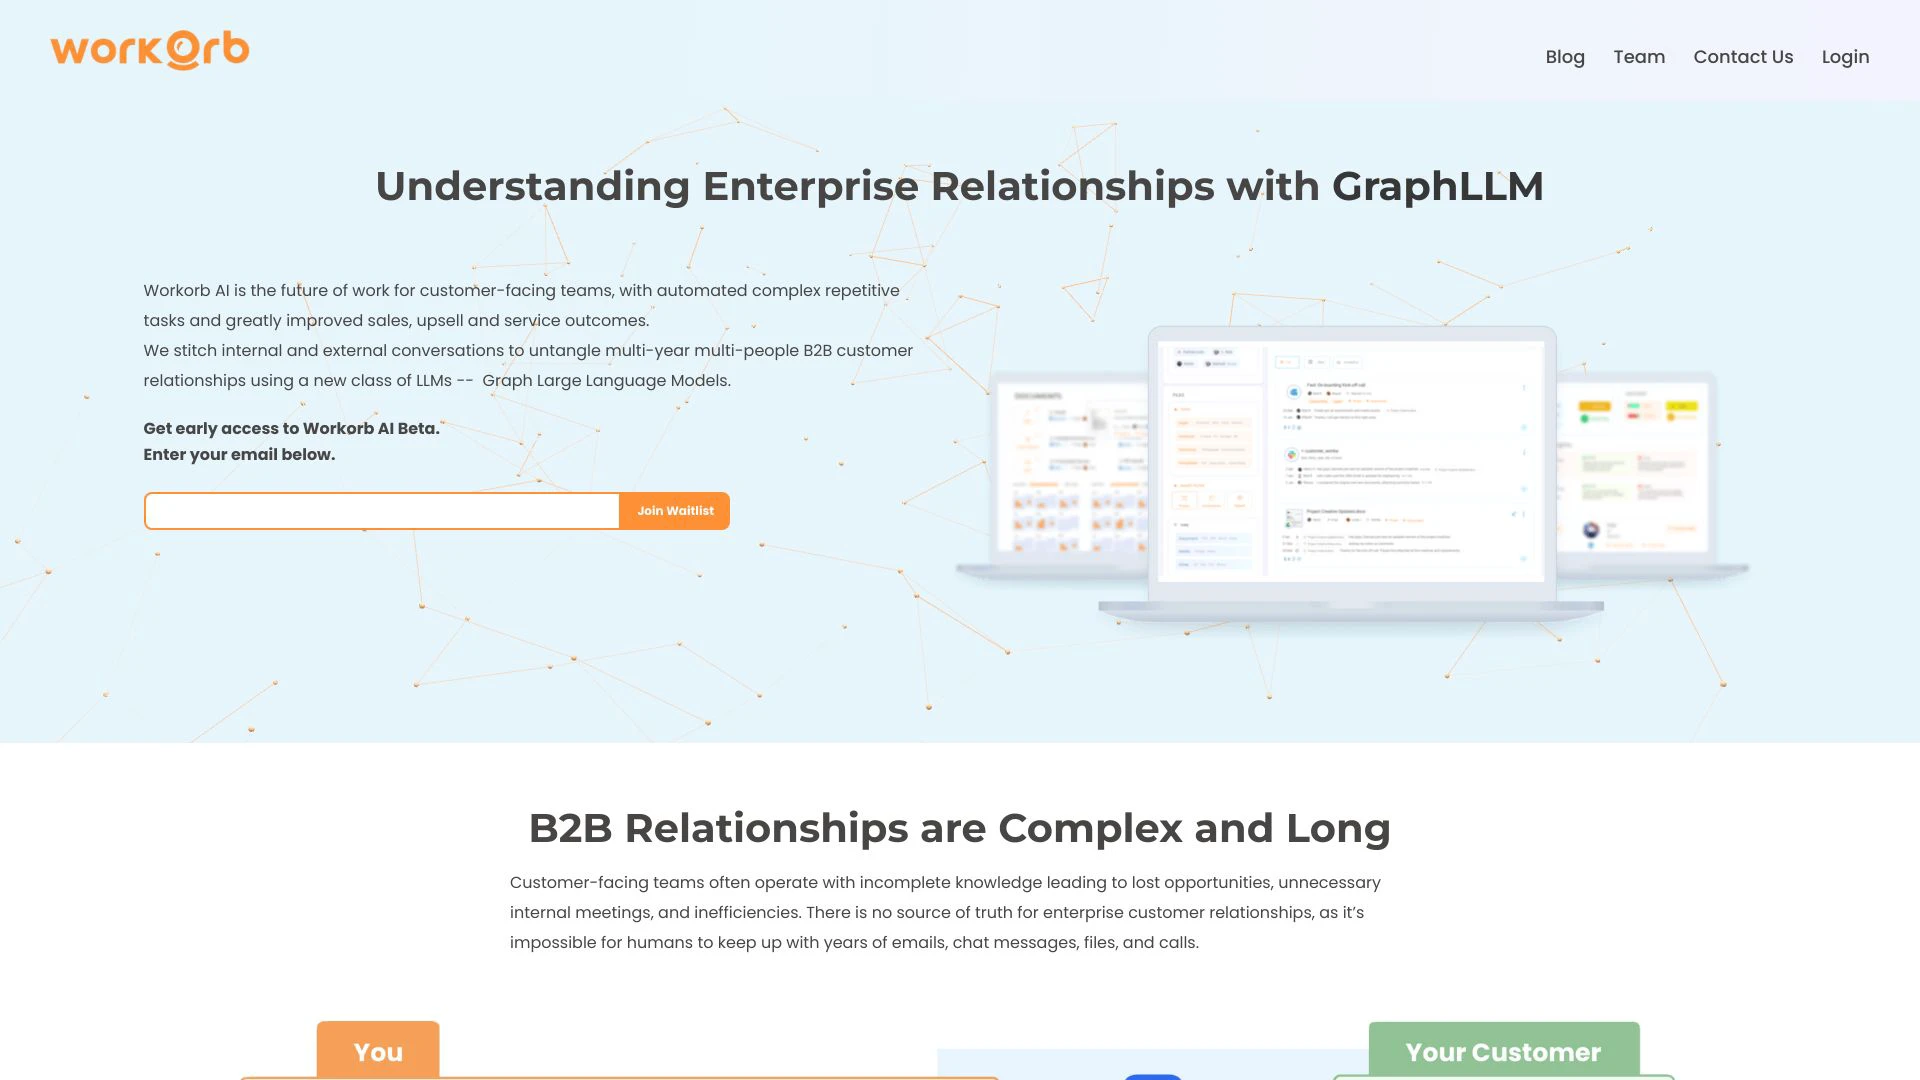 workorb
Blog Team Contact Us Login
Understanding Enterprise Relationships with GraphLLM
Workorb AI is the future of work for customer-facing teams, with automated complex repetitive
tasks and greatly improved sales, upsell and service outcomes.
We stitch internal and external conversations to untangle multi-year multi-people B2B customer
relationships using a new class of LLMs -- Graph Large Language Models.
Get early access to Workorb AI Beta.
Enter your email below.
Join Waitlist
DOCUMENTS
B2B Relationships are Complex and Long
Customer-facing teams often operate with incomplete knowledge leading to lost opportunities, unnecessary
internal meetings, and inefficiencies. There is no source of truth for enterprise customer relationships, as it’s
impossible for humans to keep up with years of emails, chat messages, files, and calls.
You
Your Customer